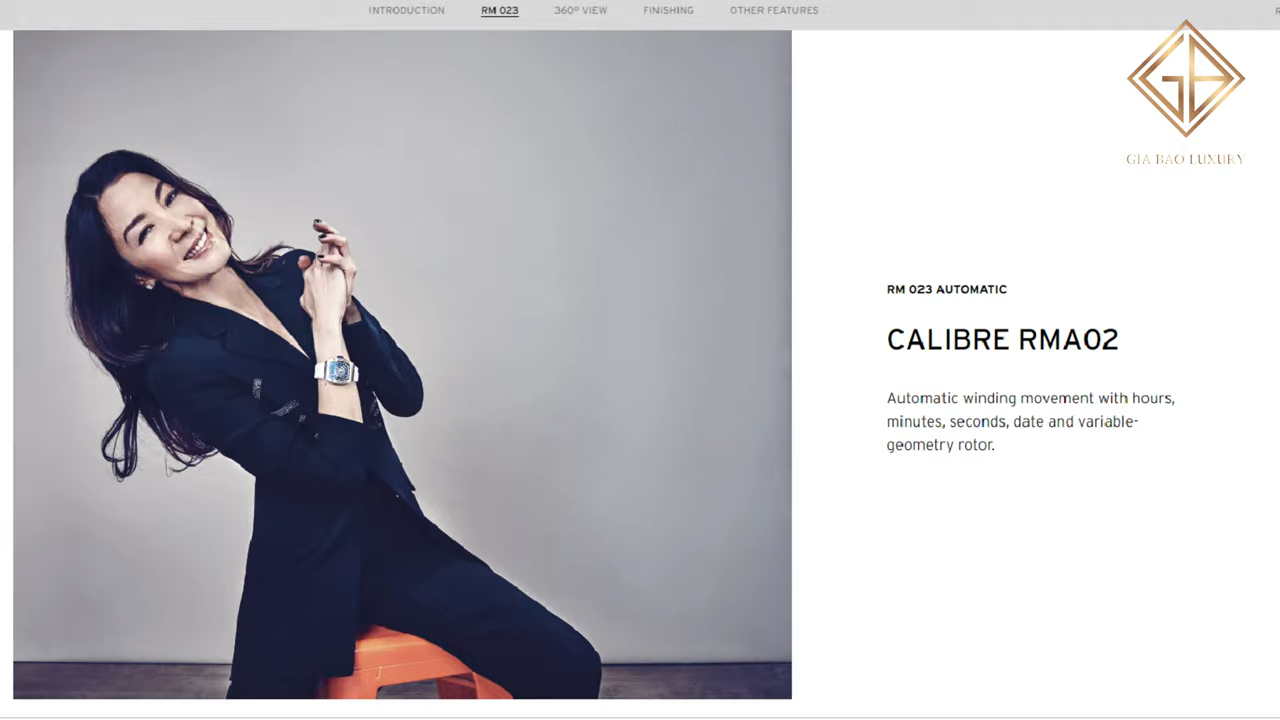 INTRODUCTION RM 023 360° VIEW FINISHING OTHER FEATURES
GB
GIA BAO LUXURY
RM 023 AUTOMATIC
CALIBRE RMA02
Automatic winding movement with hours,
minutes, seconds, date and variable-
geometry rotor.